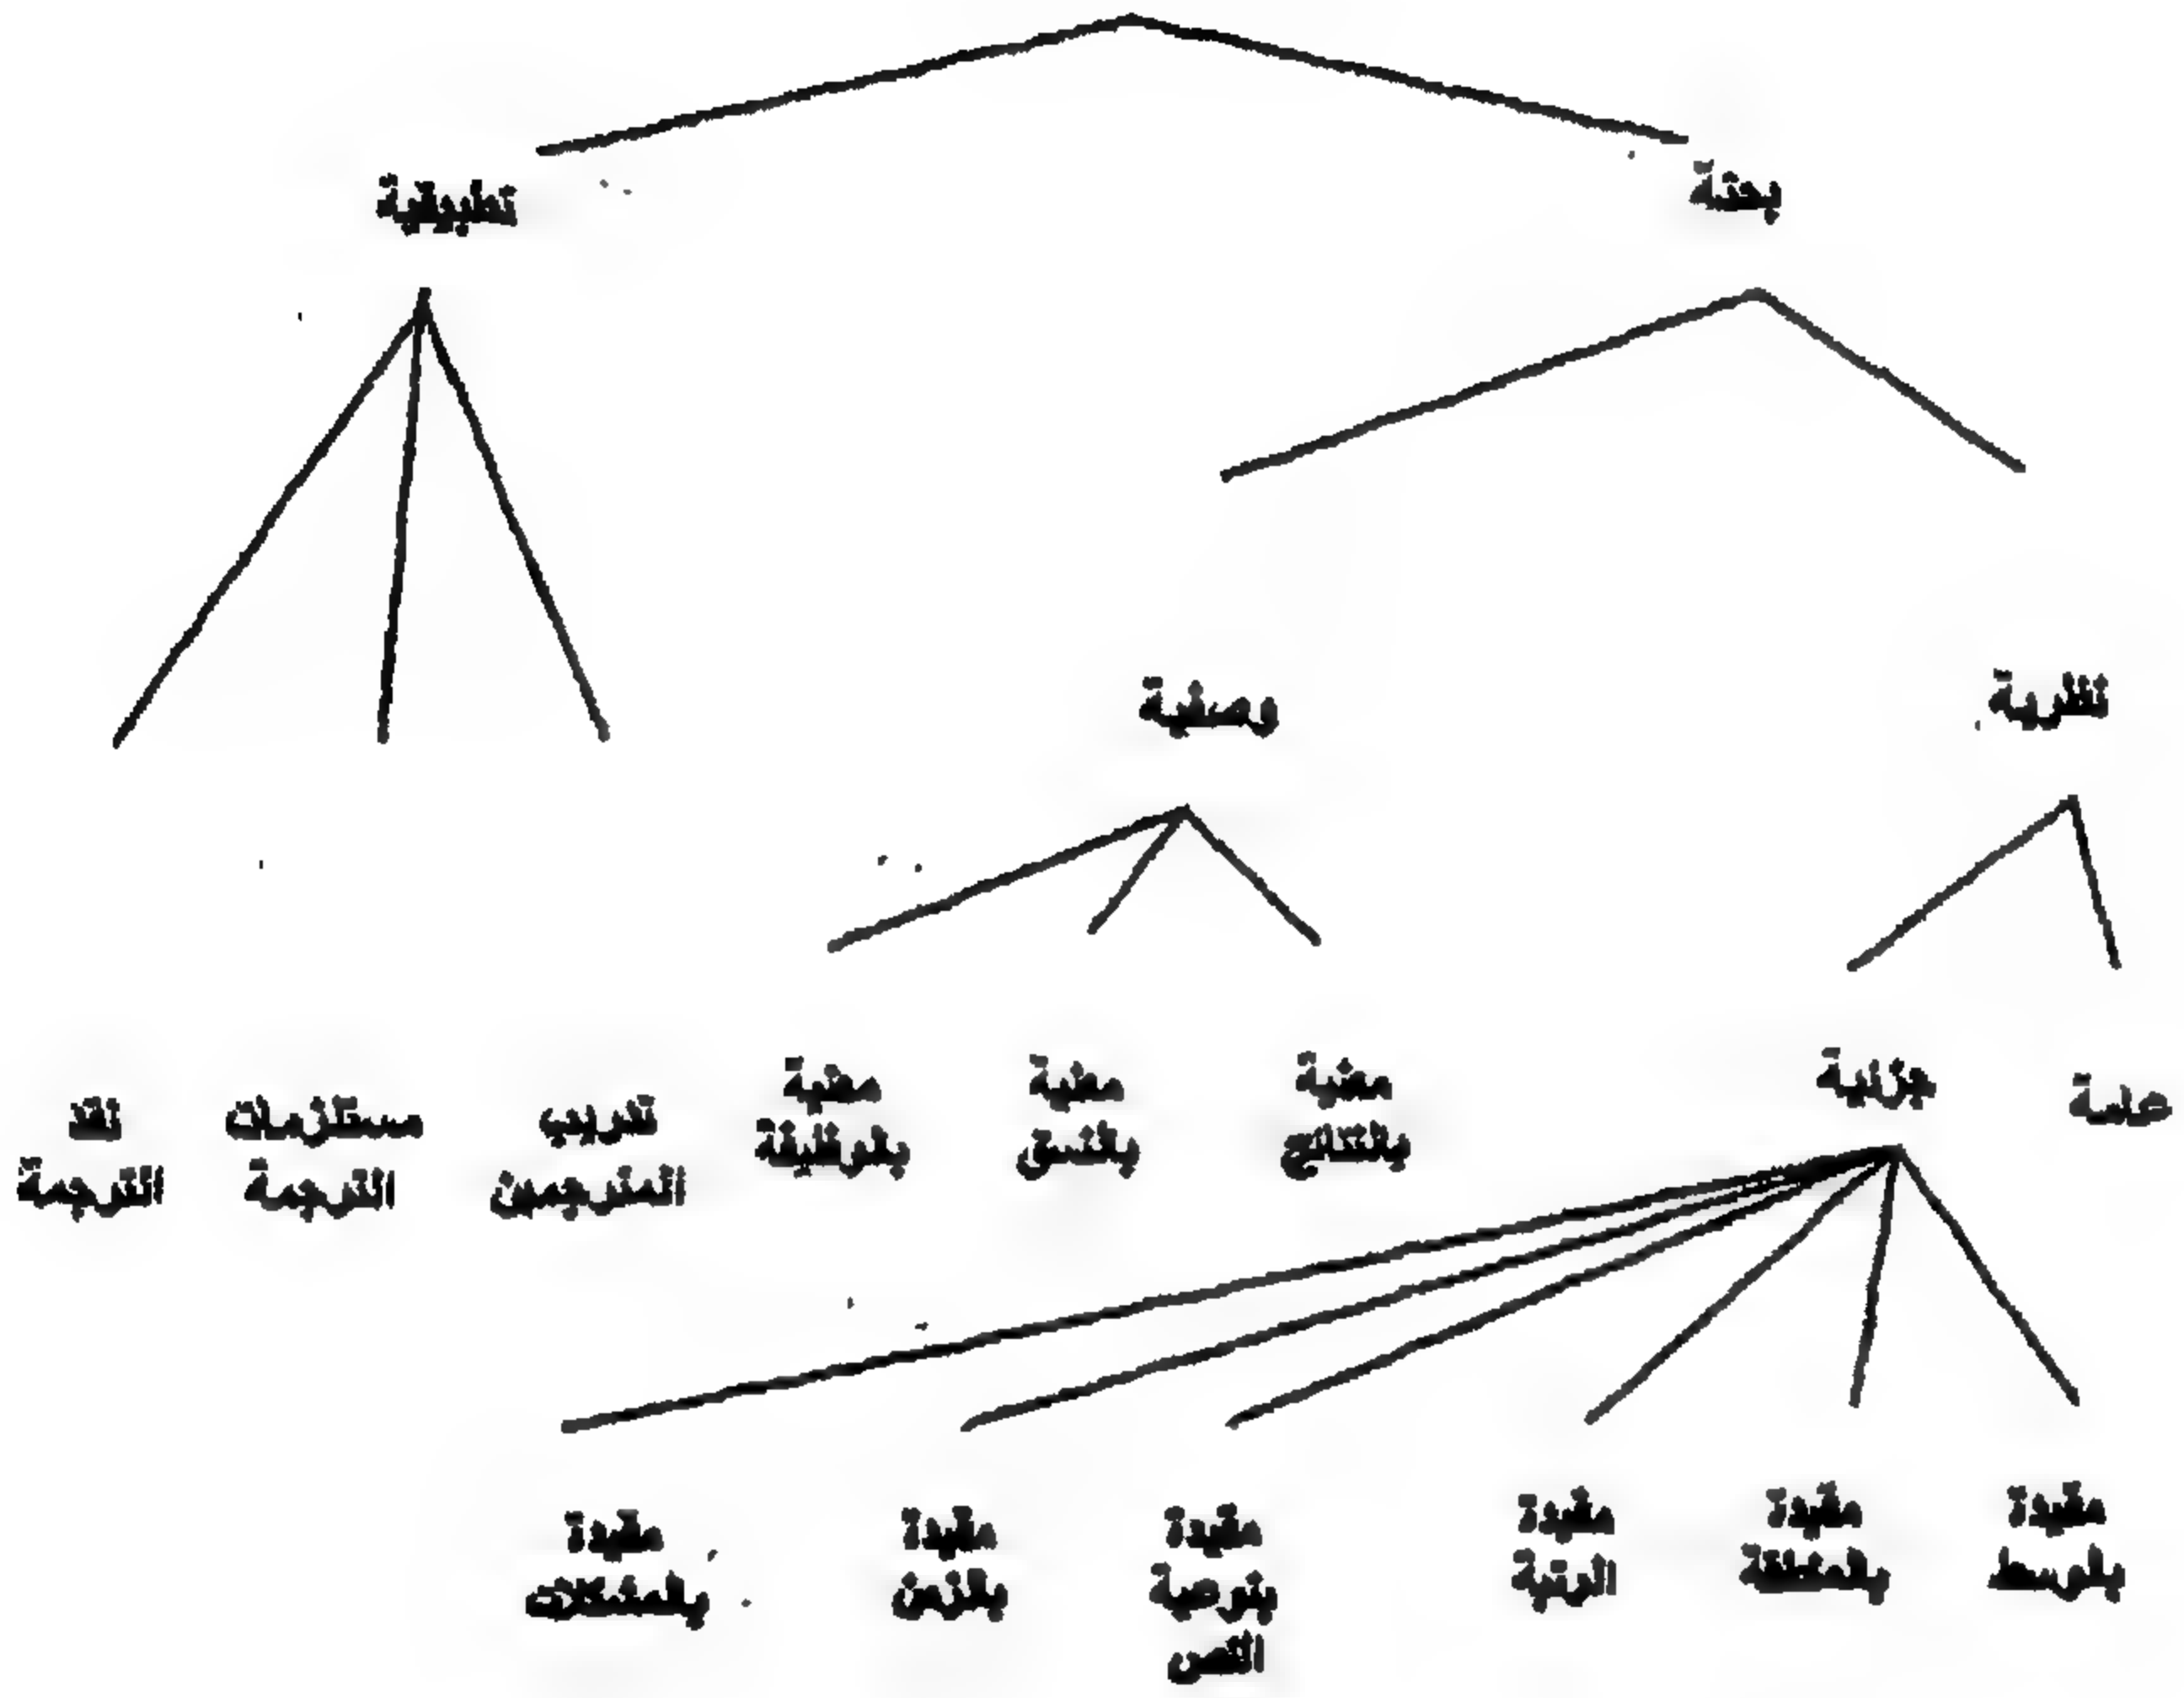 بحتة
تطبيقية
نظرية
وصفية
عامة
جزئية
معنية
بالناتج
معنية
بالنسق
معنية
بالوظيفة
تدريب
المترجمين
مستلزمات
الترجمة
نقد
الترجمة
مقيدة
بالوسط
مقيدة
بالمنطقة
مقيدة
الرتبة
مقيدة
بنوعية
النص
مقيدة
بالزمن
مقيدة
بالمشكلات